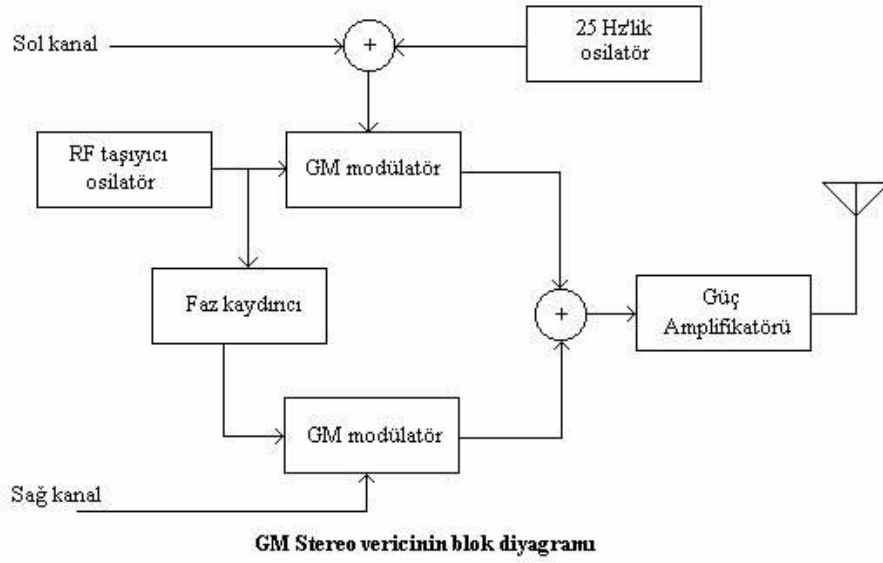 Sol kanal
+
25 Hz'lik
osilatör
RF taşıyıcı
osilatör
GM modülatör
Faz kaydırıcı
+
Güç
Amplifikatörü
GM modülatör
Sağ kanal
GM Stereo vericinin blok diyagramı